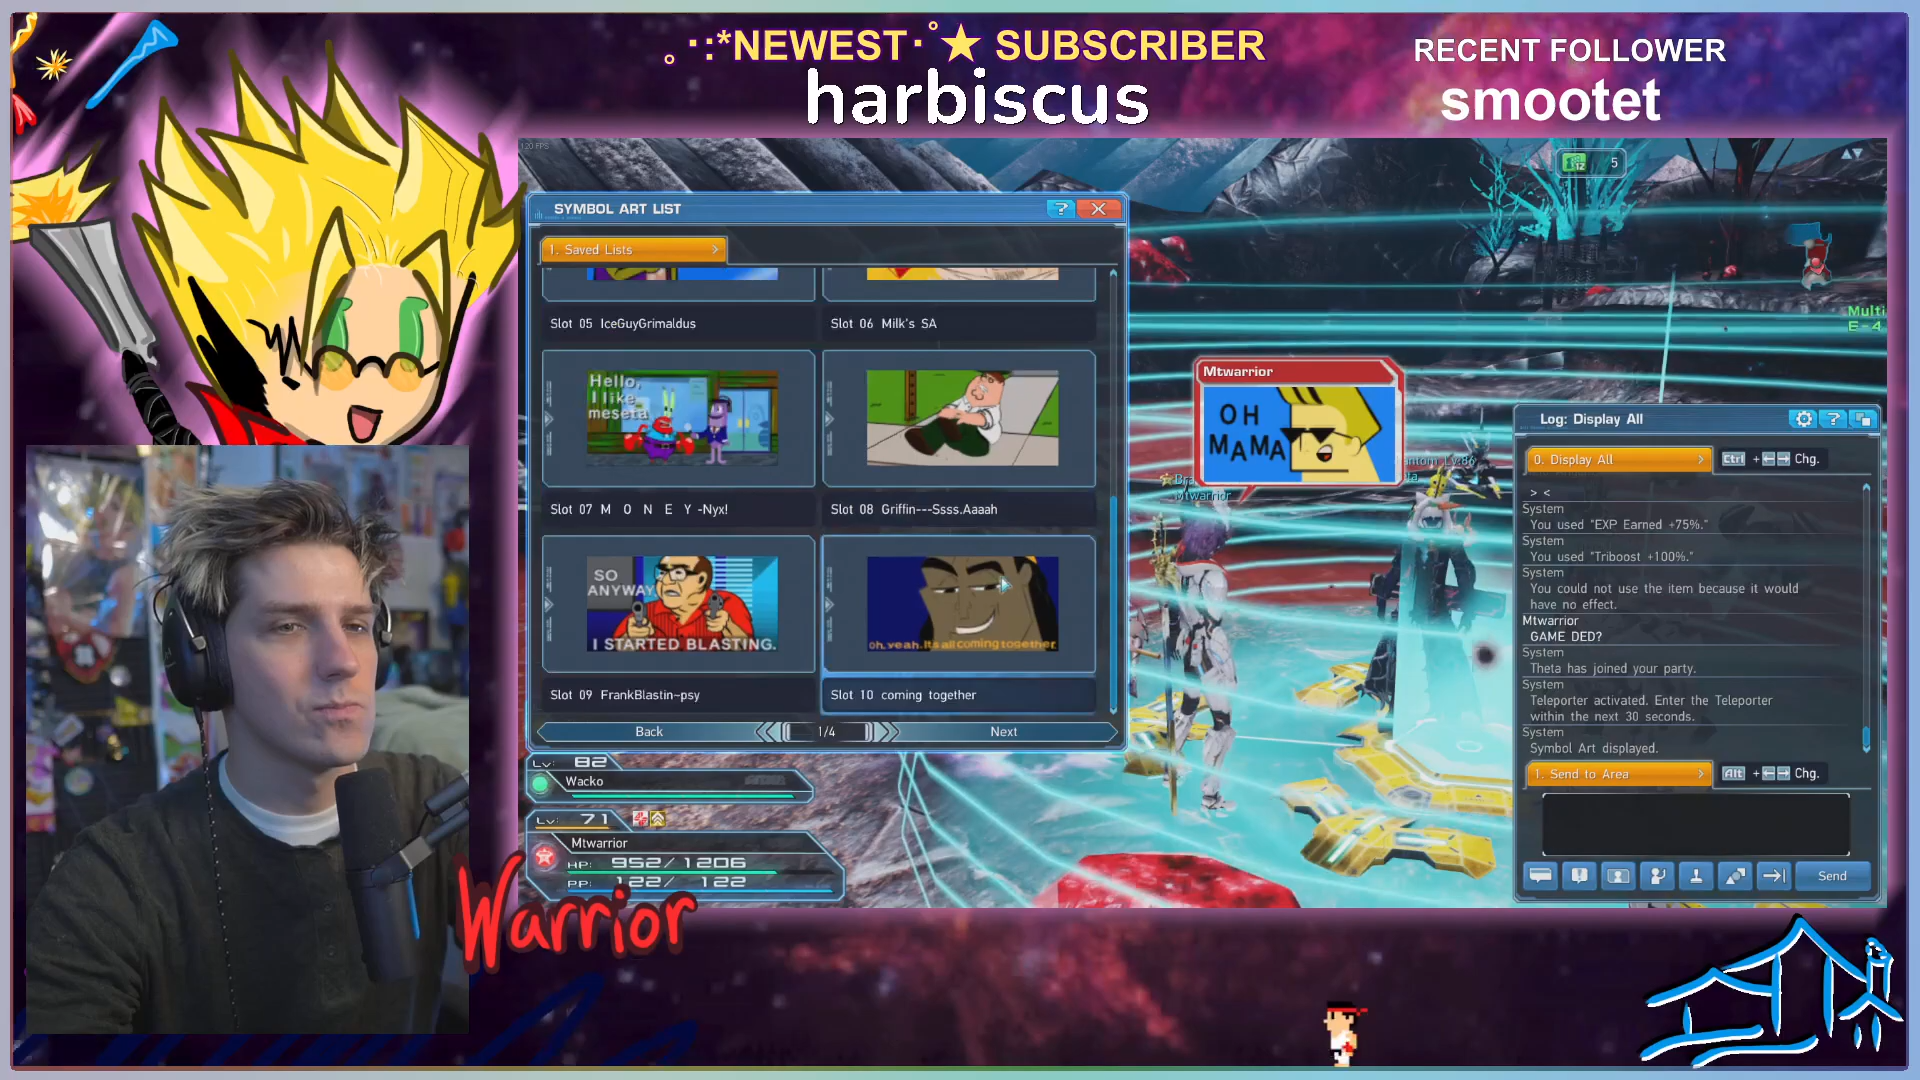 。･::*NEWEST･˚★ SUBSCRIBER
harbiscus
RECENT FOLLOWER
smootet
120 FPS
5
12
SYMBOL ART LIST
?
1. Saved Lists
Slot 05 IceGuyGrimaldus
Slot 06 Milk's SA
Hello,
I like
meseta
Slot 07 M O N E Y -Nyx!
Slot 08 Griffin---Ssss.Aaaah
SO
ANYWAY
I STARTED BLASTING.
oh, yeah. Its all coming together.
Slot 09 FrankBlastin~psy
Slot 10 coming together
Back
1/4
Next
Lv. 82
Wacko
Lv. 71
Mtwarrior
HP: 952/ 1206
PP: 122/ 122
Warrior
Multi
E-4
Mtwarrior
OH
MAMA
Mtwarrior
Log: Display All
?
0. Display All
Ctrl + Chg.
> <
System
You used "EXP Earned +75%."
System
You used "Triboost +100%."
System
You could not use the item because it would
have no effect.
Mtwarrior
GAME DED?
System
Theta has joined your party.
System
Teleporter activated. Enter the Teleporter
within the next 30 seconds.
System
Symbol Art displayed.
1. Send to Area
Alt + Chg.
Send